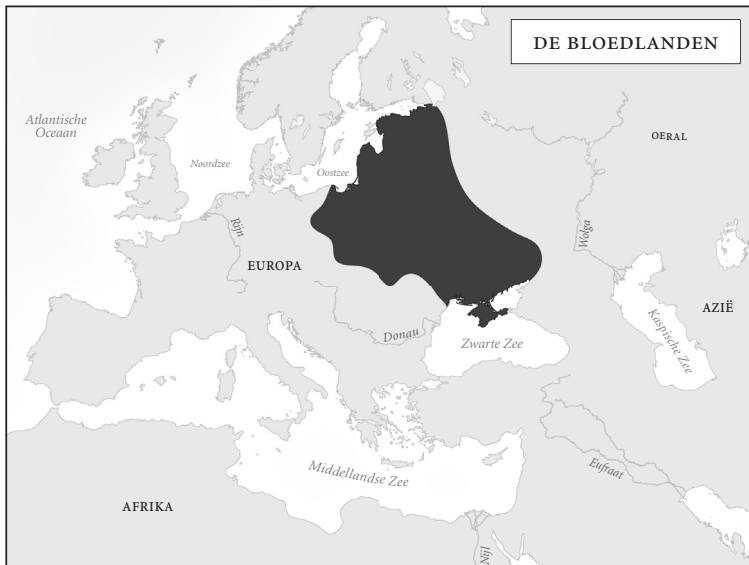 DE BLOEDLANDEN
Atlantische
Oceaan
Noordzee
Oostzee
OERAL
Wolga
Rijn
EUROPA
AZIË
Kaspische Zee
Donau
Zwarte Zee
Middellandse Zee
Eufraat
AFRIKA
Nijl